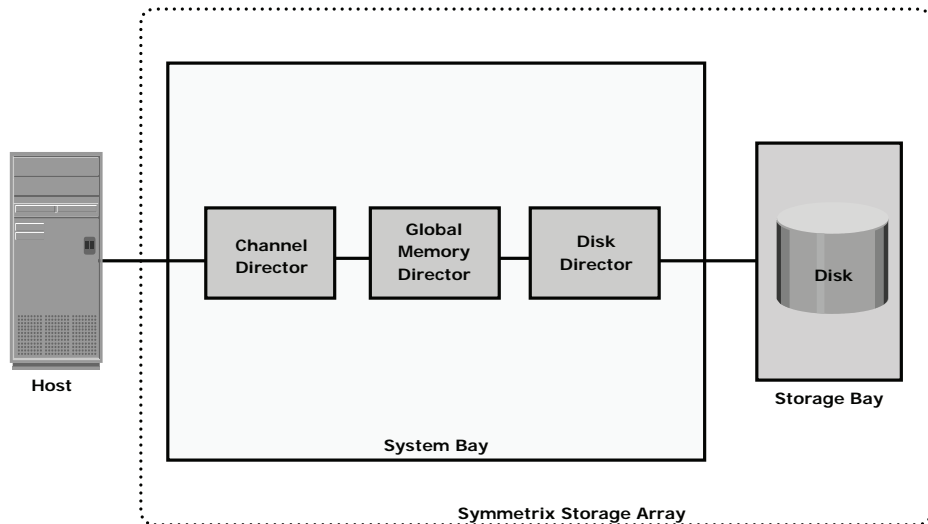 Host
Channel
Director
Global
Memory
Director
Disk
Director
Disk
Storage Bay
System Bay
Symmetrix Storage Array